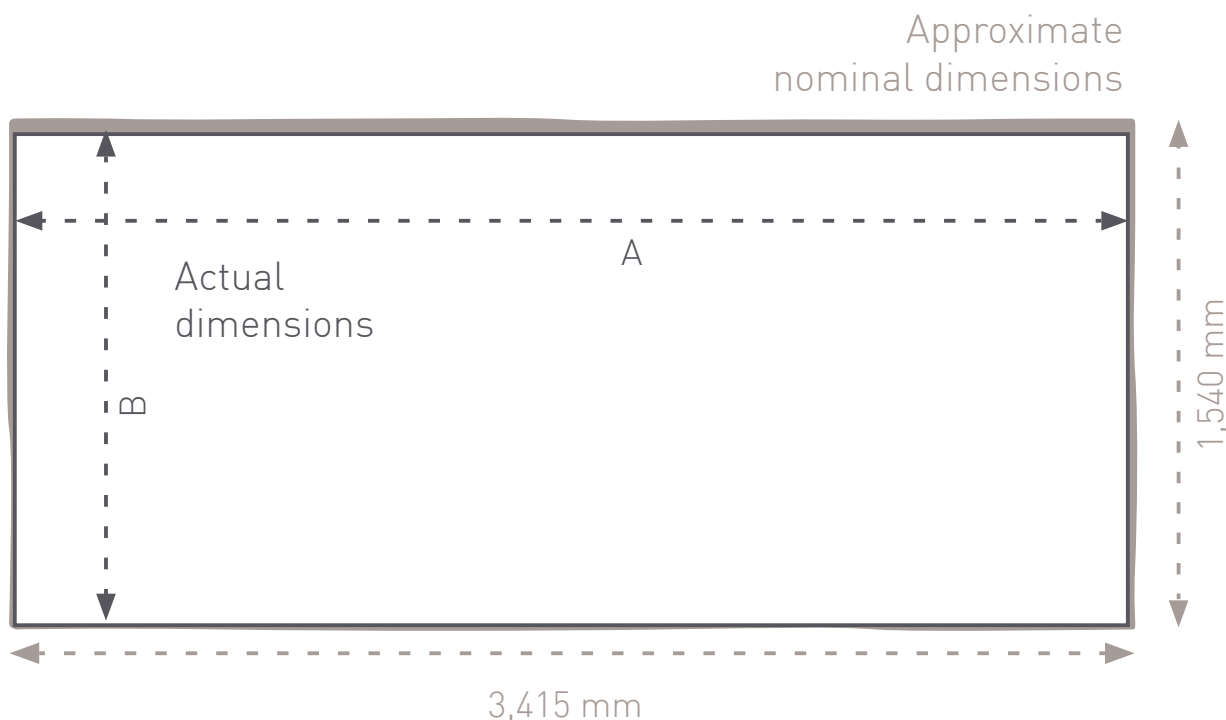 Approximate
nominal dimensions
A
Actual
dimensions
B
1,540 mm
3,415 mm